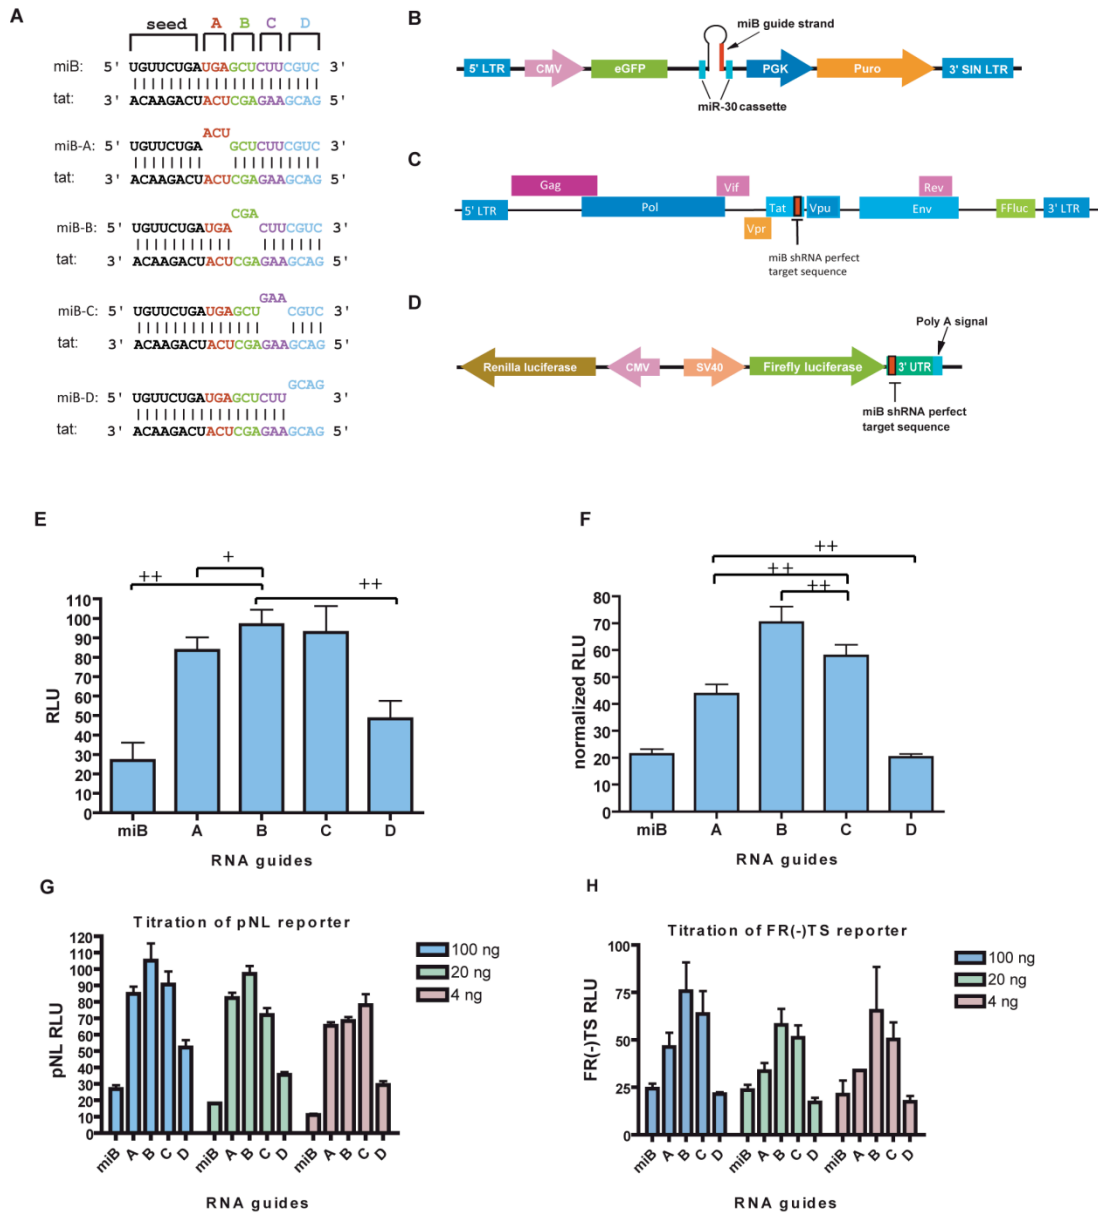 A
seed A B C D
miB: 5' UGUUCUGAUGAGCUCUUCGUC 3'
tat: 3' ACAAGACUACUCGAGAAGCAG 5'
ACU
miB-A: 5' UGUUCUGA GCUCUUCGUC 3'
tat: 3' ACAAGACUACUCGAGAAGCAG 5'
CGA
miB-B: 5' UGUUCUGAUGA CUUCGUC 3'
tat: 3' ACAAGACUACUCGAGAAGCAG 5'
GAA
miB-C: 5' UGUUCUGAUGAGCU CGUC 3'
tat: 3' ACAAGACUACUCGAGAAGCAG 5'
GCAG
miB-D: 5' UGUUCUGAUGAGCUCUU 3'
tat: 3' ACAAGACUACUCGAGAAGCAG 5'
B
miB guide strand
5' LTR CMV eGFP PGK Puro 3' SIN LTR
miR-30 cassette
C
Gag Vif Rev
5' LTR Pol Tat Vpu Env FFluc 3' LTR
Vpr
miB shRNA perfect
target sequence
D
Poly A signal
Renilla luciferase CMV SV40 Firefly luciferase 3' UTR
miB shRNA perfect
target sequence
E
++ + ++
RLU
100
90
80
70
60
50
40
30
20
10
0
miB A B C D
RNA guides
F
++
++
++
normalized RLU
80
70
60
50
40
30
20
10
0
miB A B C D
RNA guides
G
Titration of pNL reporter
pNL RLU
120
110
100
90
80
70
60
50
40
30
20
10
0
miB A B C D miB A B C D miB A B C D
RNA guides
100 ng
20 ng
4 ng
H
Titration of FR(-)TS reporter
FR(-)TS RLU
100
75
50
25
0
miB A B C D miB A B C D miB A B C D
RNA guides
100 ng
20 ng
4 ng